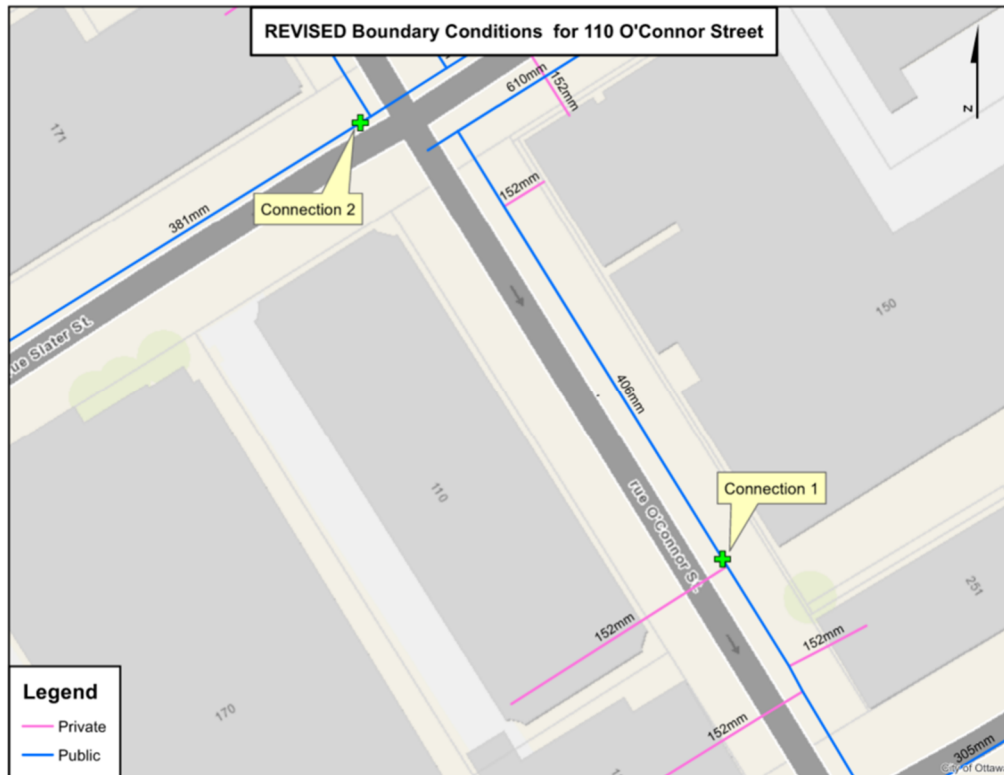 REVISED Boundary Conditions for 110 O'Connor Street
171
610mm
152mm
N
152mm
Connection 2
381mm
150
rue Slater St.
406mm
Connection 1
110
rue O'Connor St.
251
152mm
152mm
170
152mm
305mm
Legend
Private
Public
City of Ottawa